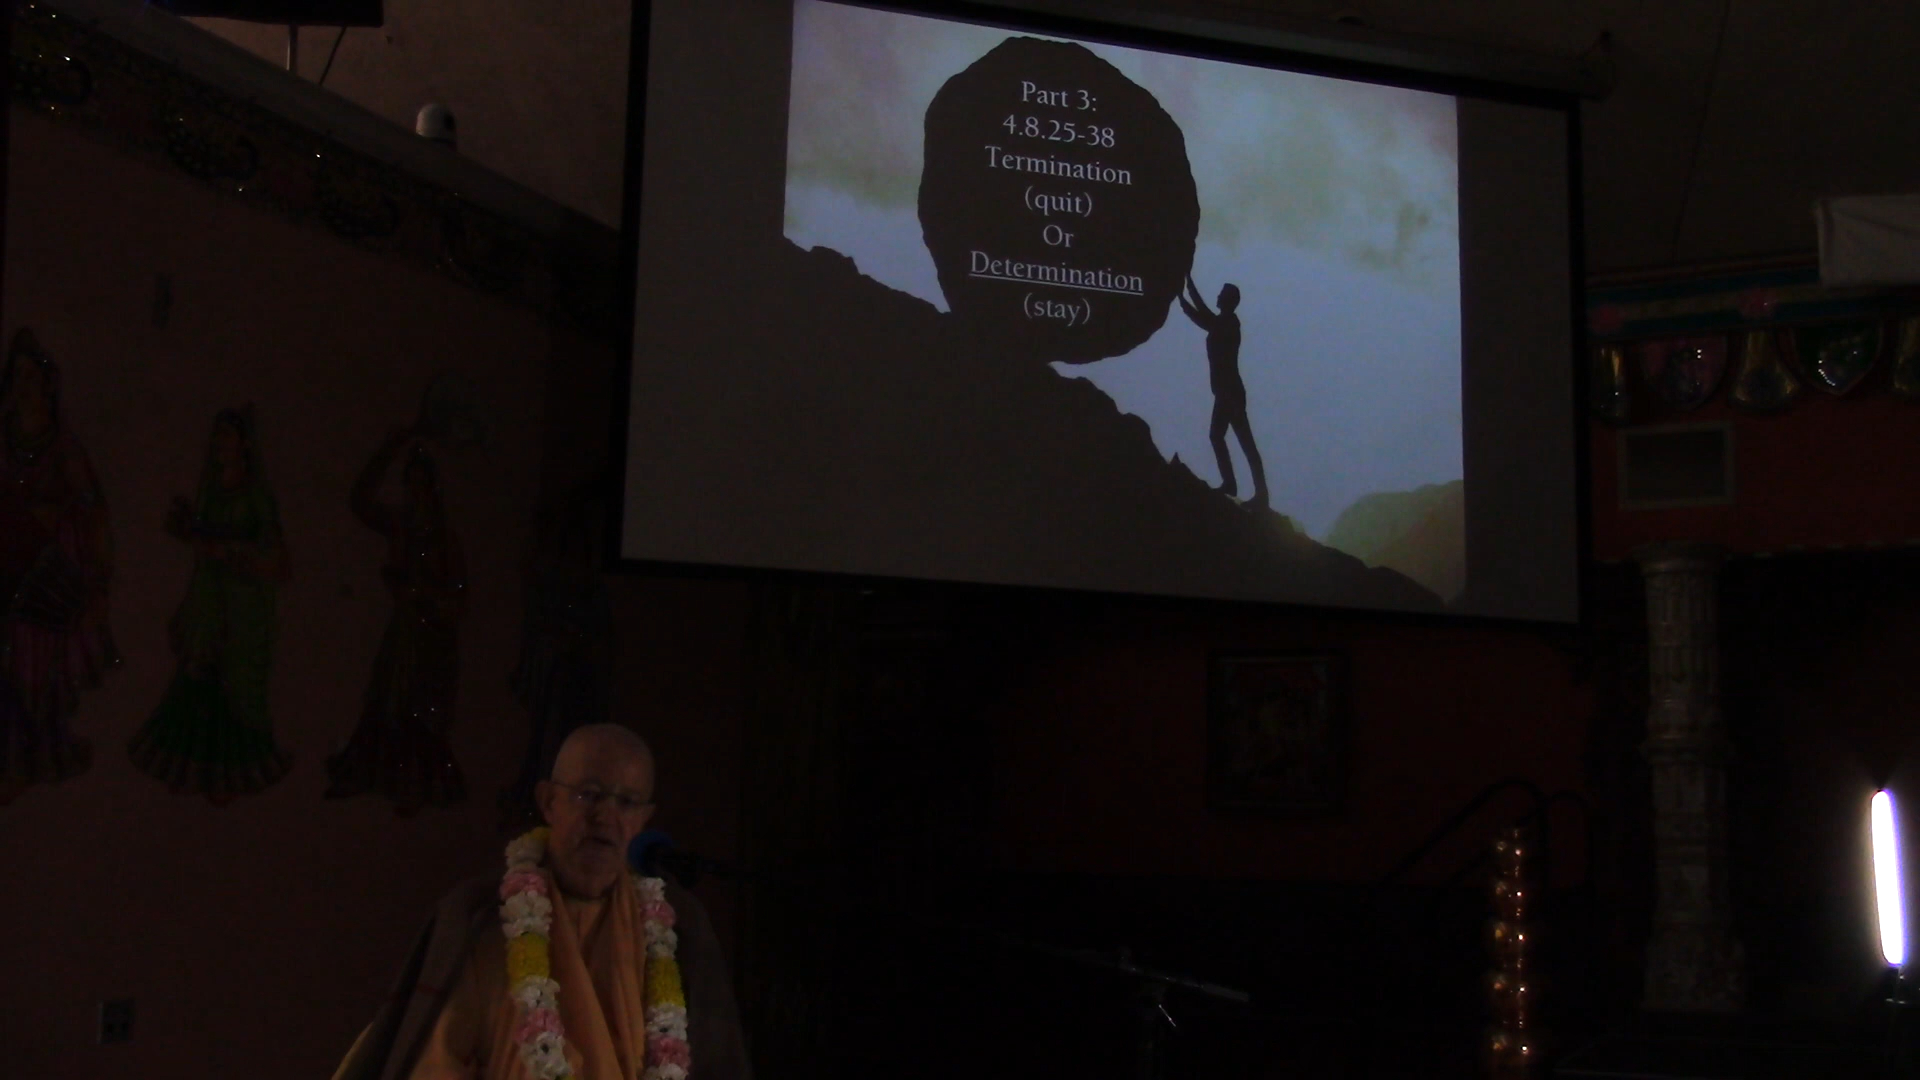 Part 3:
4.8.25-38
Termination
(quit)
Or
Determination
(stay)